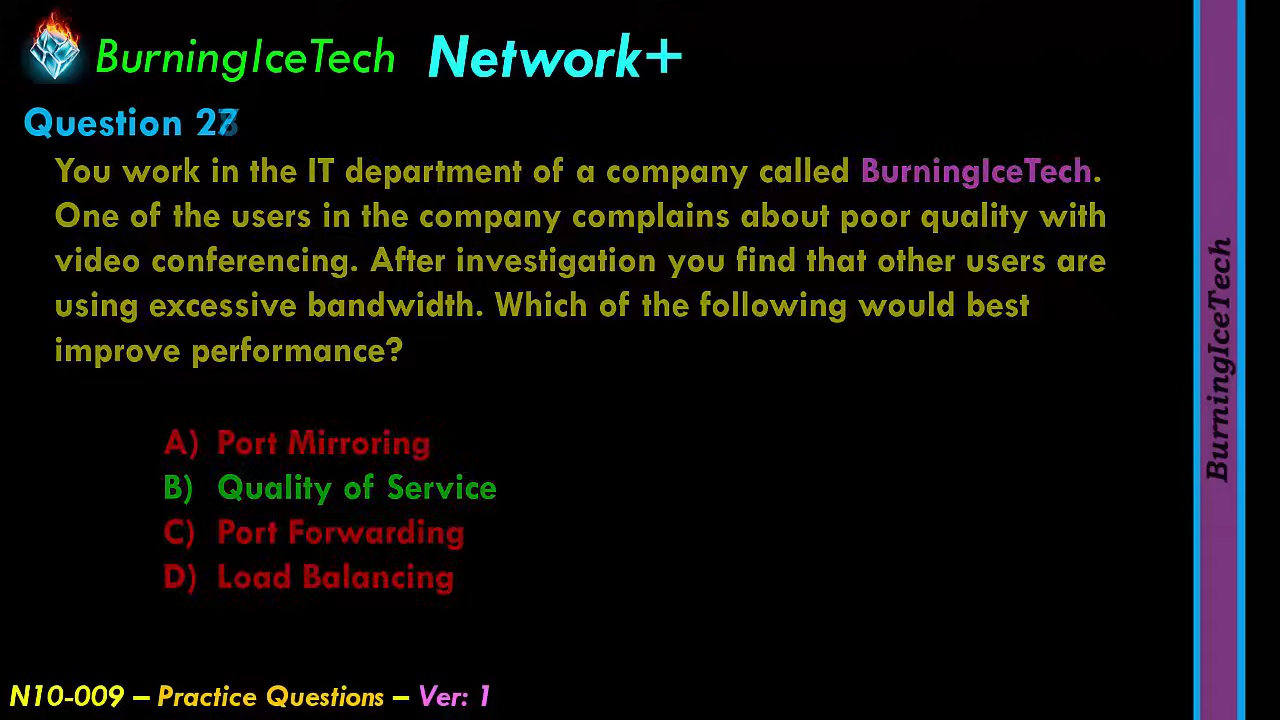 BurningIceTech Network+
Question 2
You work in the IT department of a company called BurningIceTech.
One of the users in the company complains about poor quality with
video conferencing. After investigation you find that other users are
using excessive bandwidth. Which of the following would best
improve performance?
A) Port Mirroring
B) Quality of Service
C) Port Forwarding
D) Load Balancing
N10-009 – Practice Questions – Ver: 1
BurningIceTech